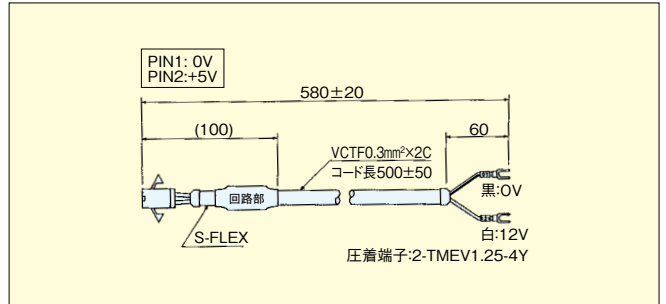 PIN1: 0V
PIN2:+5V
580±20
(100)
60
VCTF0.3mm²×2C
コード長500±50
回路部
黒:0V
S-FLEX
白:12V
圧着端子:2-TMEV1.25-4Y